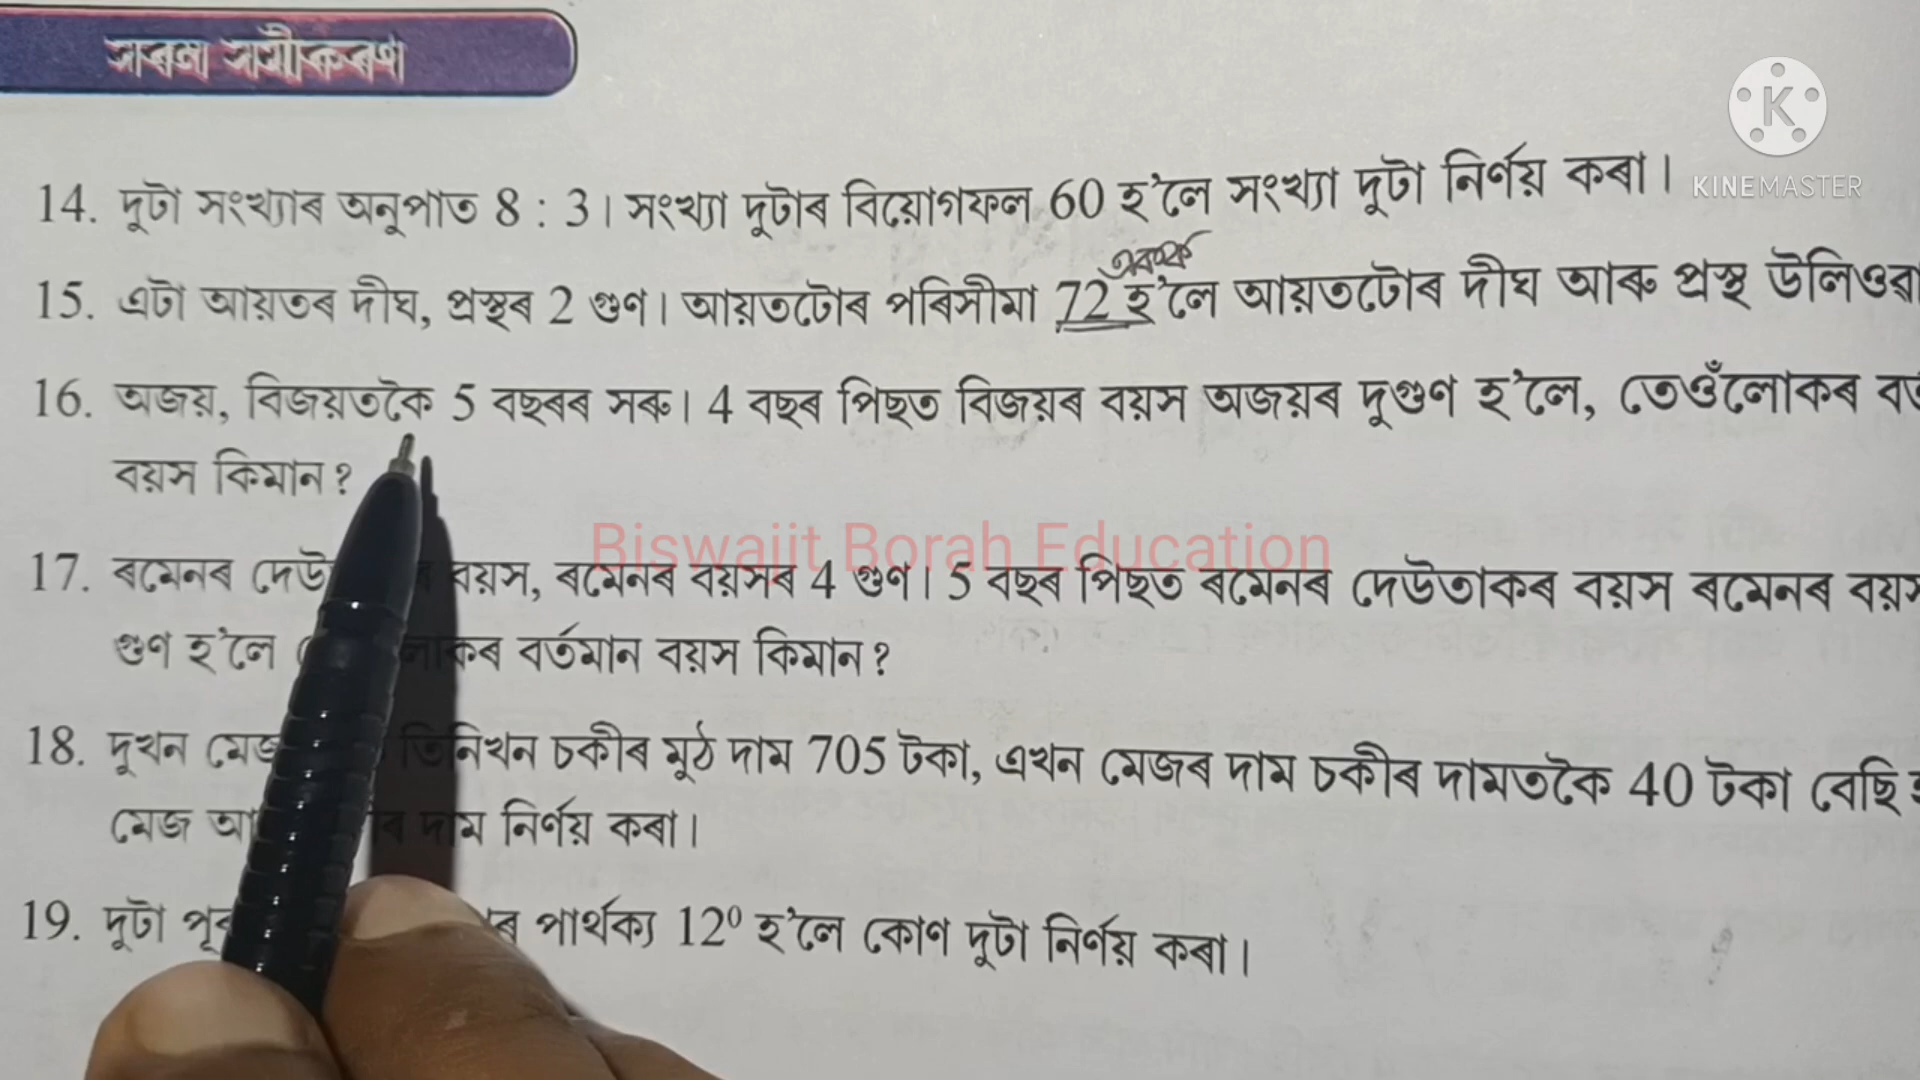 সৰল সমীকৰণ
KINEMASTER
14. দুটা সংখ্যাৰ অনুপাত 8 : 3। সংখ্যা দুটাৰ বিয়োগফল 60 হ'লে সংখ্যা দুটা নিৰ্ণয় কৰা।
একক
15. এটা আয়তৰ দীঘ, প্ৰস্থৰ 2 গুণ। আয়তটোৰ পৰিসীমা 72 হ'লে আয়তটোৰ দীঘ আৰু প্ৰস্থ উলিওৱা
16. অজয়, বিজয়তকৈ 5 বছৰৰ সৰু। 4 বছৰ পিছত বিজয়ৰ বয়স অজয়ৰ দুগুণ হ'লে, তেওঁলোকৰ
বয়স কিমান?
Biswajit Borah Education
17. ৰমেনৰ বয়স, ৰমেনৰ বয়সৰ 4 গুণ। 5 বছৰ পিছত ৰমেনৰ দেউতাকৰ বয়স ৰমেনৰ
গুণ হ'লে বৰ্তমান বয়স কিমান?
18. দুখন তিনিখন চকীৰ মুঠ দাম 705 টকা, এখন মেজৰ দাম চকীৰ দামতকৈ 40 টকা বেছি
মেজ দাম নিৰ্ণয় কৰা।
19. দুটা পাৰ্থক্য 12⁰ হ'লে কোণ দুটা নিৰ্ণয় কৰা।